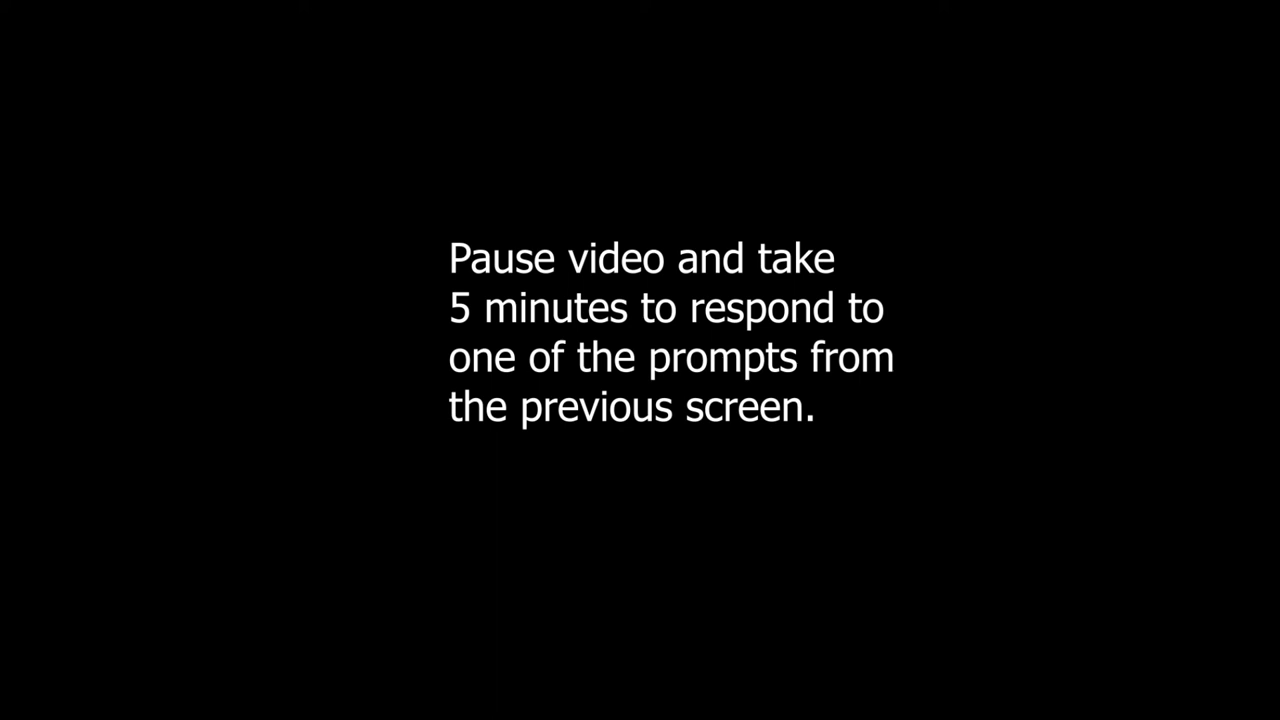 Pause video and take
5 minutes to respond to
one of the prompts from
the previous screen.